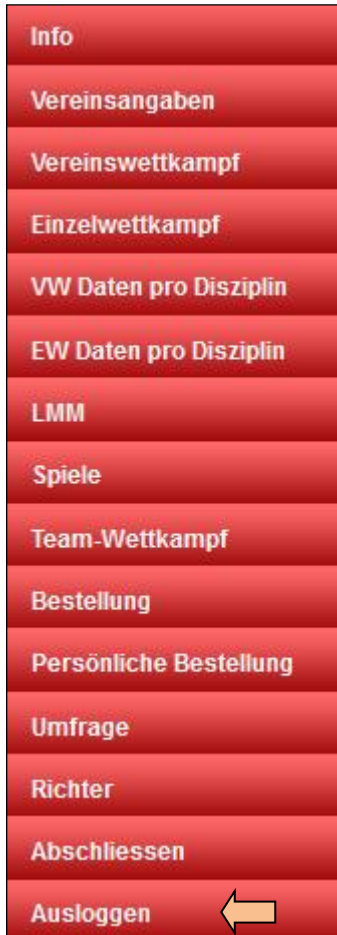 Info
Vereinsangaben
Vereinswettkampf
Einzelwettkampf
VW Daten pro Disziplin
EW Daten pro Disziplin
LMM
Spiele
Team-Wettkampf
Bestellung
Persönliche Bestellung
Umfrage
Richter
Abschliessen
Ausloggen